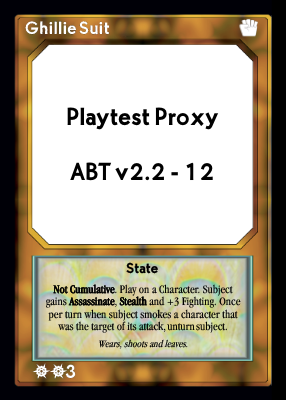 Ghillie Suit
Playtest Proxy
ABT v2.2 - 12
State
Not Cumulative. Play on a Character. Subject
gains Assassinate, Stealth and +3 Fighting. Once
per turn when subject smokes a character that
was the target of its attack, unturn subject.
Wears, shoots and leaves.
3